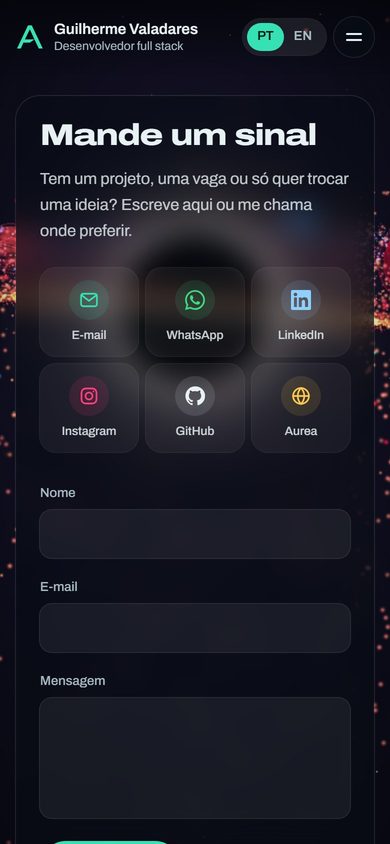 Guilherme Valadares
Desenvolvedor full stack
PT
EN
Mande um sinal
Tem um projeto, uma vaga ou só quer trocar
uma ideia? Escreve aqui ou me chama
onde preferir.
E-mail
WhatsApp
LinkedIn
Instagram
GitHub
Aurea
Nome
E-mail
Mensagem